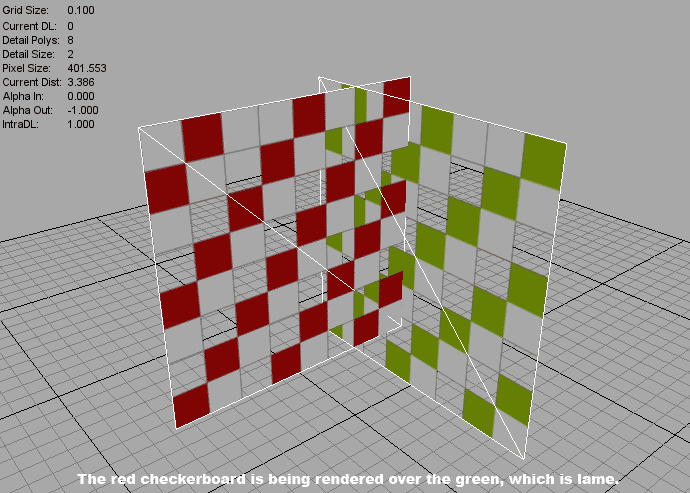 Grid Size: 0.100
Current DL: 0
Detail Polys: 8
Detail Size: 2
Pixel Size: 401.553
Current Dist: 3.386
Alpha In: 0.000
Alpha Out: -1.000
IntraDL: 1.000
The red checkerboard is being rendered over the green, which is lame.